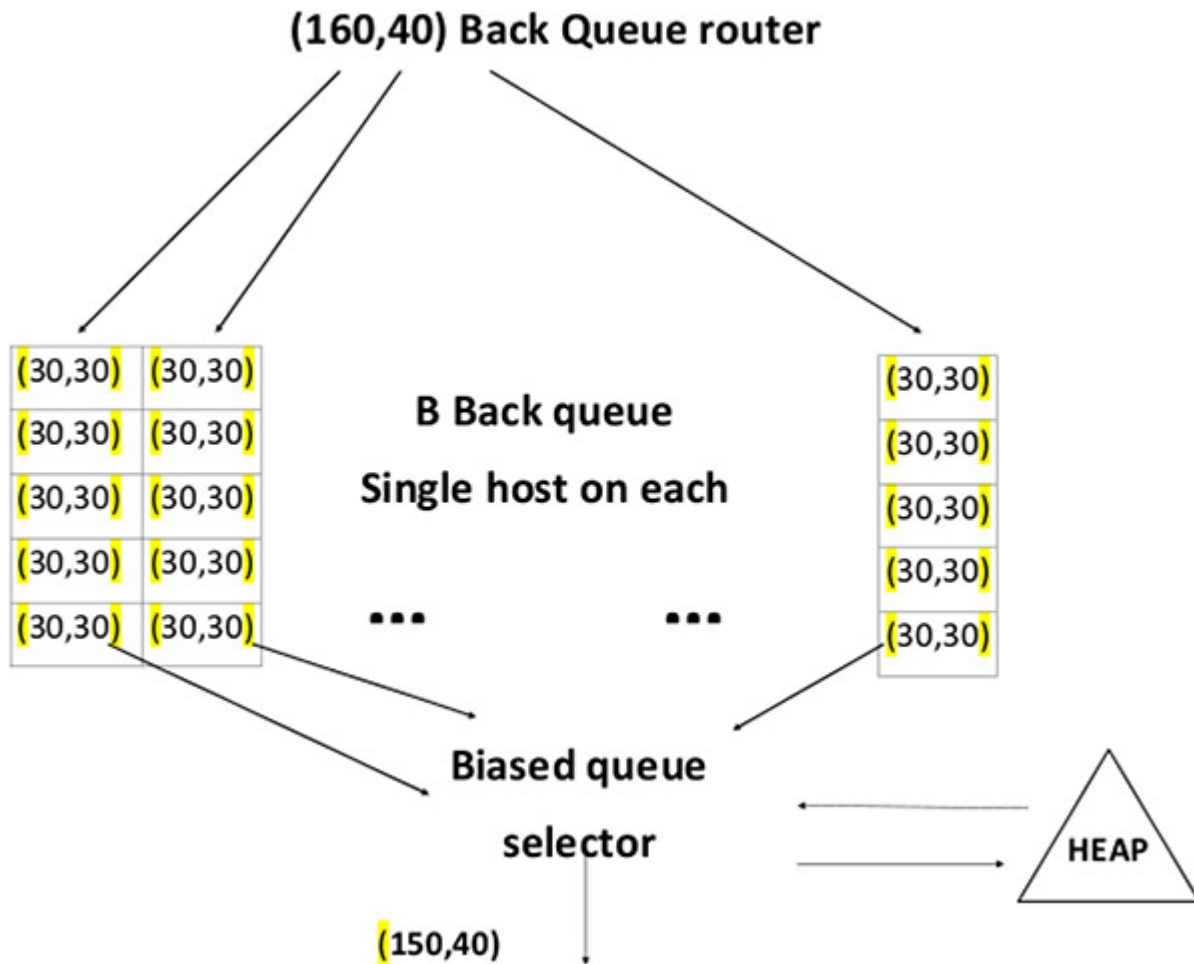 (160,40) Back Queue router
(30,30) (30,30) (30,30)
(30,30) (30,30) (30,30)
(30,30) (30,30) (30,30)
(30,30) (30,30) (30,30)
(30,30) (30,30) (30,30)
B Back queue
Single host on each
... ...
Biased queue
selector
HEAP
(150,40)